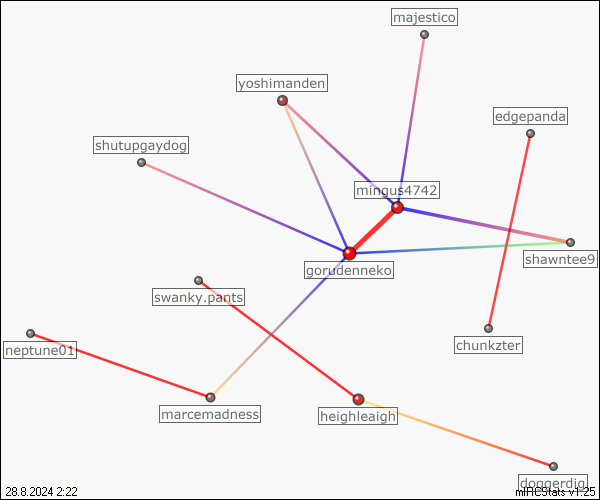 majestico
yoshimanden
edgepanda
shutupgaydog
mingus4742
shawntee9
gorudenneko
swanky.pants
neptune01
chunkzter
marcemadness
heighleaigh
doggerdig
28.8.2024 2:22
mIRCStats v1.25